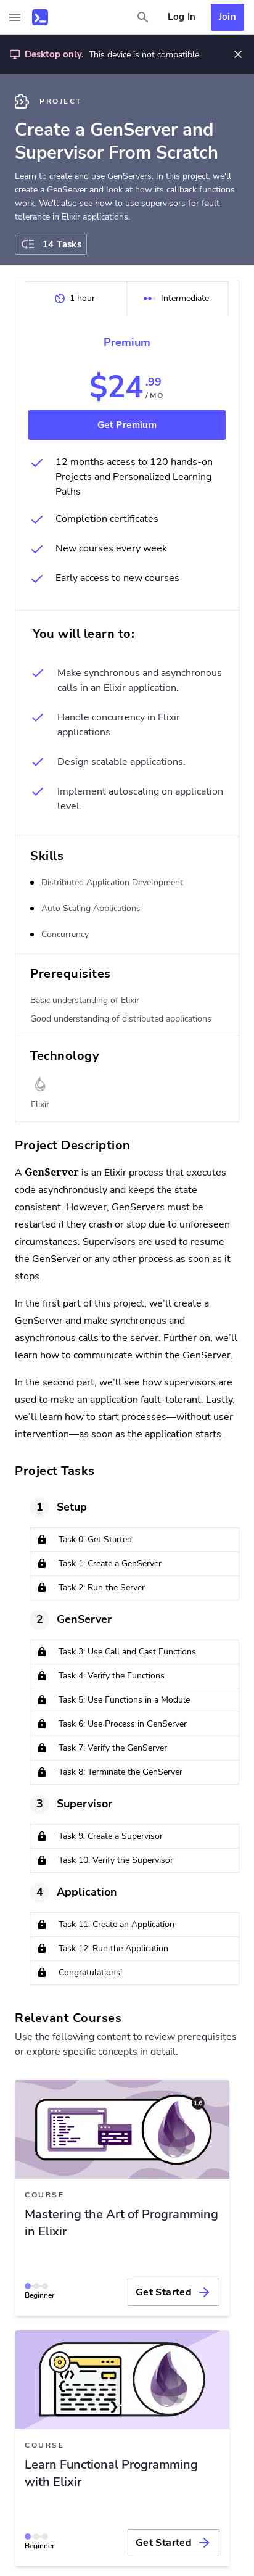 Log In
Join
Desktop only. This device is not compatible.
PROJECT
Create a GenServer and
Supervisor From Scratch
Learn to create and use GenServers. In this project, we'll
create a GenServer and look at how its callback functions
work. We'll also see how to use supervisors for fault
tolerance in Elixir applications.
14 Tasks
1 hour
Intermediate
Premium
$24
.99
/ MO
Get Premium
12 months access to 120 hands-on
Projects and Personalized Learning
Paths
Completion certificates
New courses every week
Early access to new courses
You will learn to:
Make synchronous and asynchronous
calls in an Elixir application.
Handle concurrency in Elixir
applications.
Design scalable applications.
Implement autoscaling on application
level.
Skills
Distributed Application Development
Auto Scaling Applications
Concurrency
Prerequisites
Basic understanding of Elixir
Good understanding of distributed applications
Technology
Elixir
Project Description
A GenServer is an Elixir process that executes
code asynchronously and keeps the state
consistent. However, GenServers must be
restarted if they crash or stop due to unforeseen
circumstances. Supervisors are used to resume
the GenServer or any other process as soon as it
stops.
In the first part of this project, we’ll create a
GenServer and make synchronous and
asynchronous calls to the server. Further on, we’ll
learn how to communicate within the GenServer.
In the second part, we’ll see how supervisors are
used to make an application fault-tolerant. Lastly,
we’ll learn how to start processes—without user
intervention—as soon as the application starts.
Project Tasks
1 Setup
Task 0: Get Started
Task 1: Create a GenServer
Task 2: Run the Server
2 GenServer
Task 3: Use Call and Cast Functions
Task 4: Verify the Functions
Task 5: Use Functions in a Module
Task 6: Use Process in GenServer
Task 7: Verify the GenServer
Task 8: Terminate the GenServer
3 Supervisor
Task 9: Create a Supervisor
Task 10: Verify the Supervisor
4 Application
Task 11: Create an Application
Task 12: Run the Application
Congratulations!
Relevant Courses
Use the following content to review prerequisites
or explore specific concepts in detail.
1.6
COURSE
Mastering the Art of Programming
in Elixir
Beginner
Get Started
COURSE
Learn Functional Programming
with Elixir
Beginner
Get Started